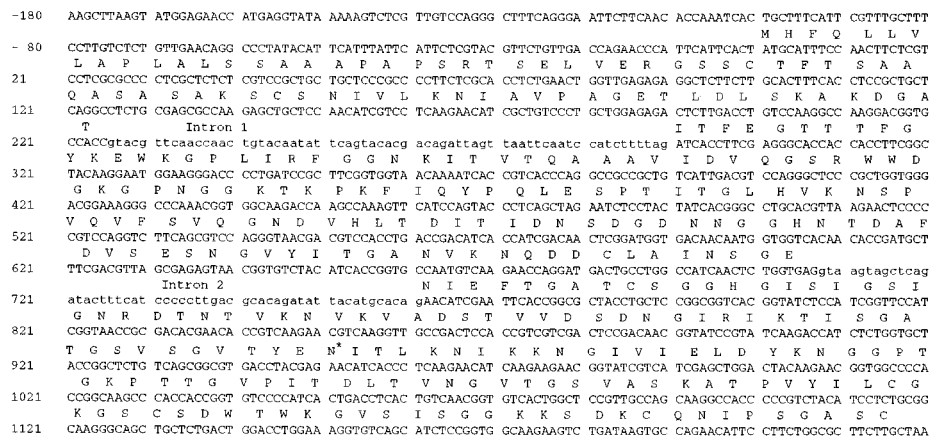 -180 AAGCTTAAGT ATGGAGAACC ATGAGGTATA AAAAGTCTCG TTGTCCAGGG CTTTCAGGGA ATTCTTCAAC ACCAAATCAC TGCTTTCATT CGTTTGCTTT
M H F Q L L V
- 80 CCTTGTCTCT GTTGAACAGG CCCTATACAT TCATTTATTC ATTCTCGTAC GTTCTGTTGA CCAGAACCCA TTCATTCACT ATGCATTTCC AACTTCTCGT
L A P L A L S S A A P A P S R T S E L V E R G S S C T F T S A A
21 CCTCGCGCCC CTCGCTCTCT CGTCCGCTGC TGCTCCCGCC CCTTCTCGCA CCTCTGAACT GGTTGAGAGA GGCTCTTCTT GCACTTTCAC CTCCGCTGCT
Q A S A S A K S C S N I V L K N I A V P A G E T L D L S K A K D G A
121 CAGGCCTCTG CGAGCGCCAA GAGCTGCTCC AACATCGTCC TCAAGAACAT CGCTGTCCCT GCTGGAGAGA CTCTTGACCT GTCCAAGGCC AAGGACGGTG
T Intron 1 I T F E G T T T F G
221 CCACCgtacg ttcaaccaac tgtacaatat ttcagtacac agacattagt taattcaatc catcttttag ATCACCTTCG AGGGCACCAC CACCTTCGGC
Y K E W K G P L I R F G G N K I T V T Q A A A V I D V Q G S R W W D
321 TACAAGGAAT GGAAGGGACC CCTGATCCGC TTCGGTGGTA ACAAAATCAC CGTCACCCAG GCCGCCGCTG TCATTGACGT CCAGGGCTCC CGCTGGTGGG
G K G P N G G K T K P K F I Q Y P Q L E S P T I T G L H V K N S P
421 ACGGAAAGGG CCCAAACGGT GGCAAGACCA AGCCAAAGTT CATCCAGTAC CCTCAGCTAG AATCTCCTAC TATCACGGGC CTGCACGTTA AGAACTCCCC
V Q V F S V Q G N D V H L T D I T I D N S D G D N N G G H N T D A F
521 CGTCCAGGTC TTCAGCGTCC AGGGTAACGA CGTCCACCTG ACCGACATCA CCATCGACAA CTCGGATGGT GACAACAATG GTGGTCACAA CACCGATGCT
D V S E S N G V Y I T G A N V K N Q D D C L A I N S G E
621 TTCGACGTTA GCGAGAGTAA CGGTGTCTAC ATCACCGGTG CCAATGTCAA GAACCAGGAT GACTGCCTGG CCATCAACTC TGGTGAGgta agtagctcag
Intron 2 N I E F T G A T C S G G H G I S I G S I
721 atactttcat cccccttgac gcacagatat tacatgcaca gAACATCGAA TTCACCGGCG CTACCTGCTC CGGCGGTCAC GGTATCTCCA TCGGTTCCAT
G N R D T N T V K N V K V A D S T V V D S D N G I R I K T I S G A
821 CGGTAACCGC GACACGAACA CCGTCAAGAA CGTCAAGGTT GCCGACTCCA CCGTCGTCGA CTCCGACAAC GGTATCCGTA TCAAGACCAT CTCTGGTGCT
T G S V S G V T Y E N* I T L K N I K K N G I V I E L D Y K N G G P T
921 ACCGGCTCTG TCAGCGGCGT GACCTACGAG AACATCACCC TCAAGAACAT CAAGAAGAAC GGTATCGTCA TCGAGCTGGA CTACAAGAAC GGTGGCCCCA
G K P T T G V P I T D L T V N G V T G S V A S K A T P V Y I L C G
1021 CCGGCAAGCC CACCACCGGT GTCCCCATCA CTGACCTCAC TGTCAACGGT GTCACTGGCT CCGTTGCCAG CAAGGCCACC CCCGTCTACA TCCTCTGCGG
K G S C S D W T W K G V S I S G G K K S D K C Q N I P S G A S C
1121 CAAGGGCAGC TGCTCTGACT GGACCTGGAA AGGTGTCAGC ATCTCCGGTG GCAAGAAGTC TGATAAGTGC CAGAACATTC CTTCTGGCGC TTCTTGCTAA